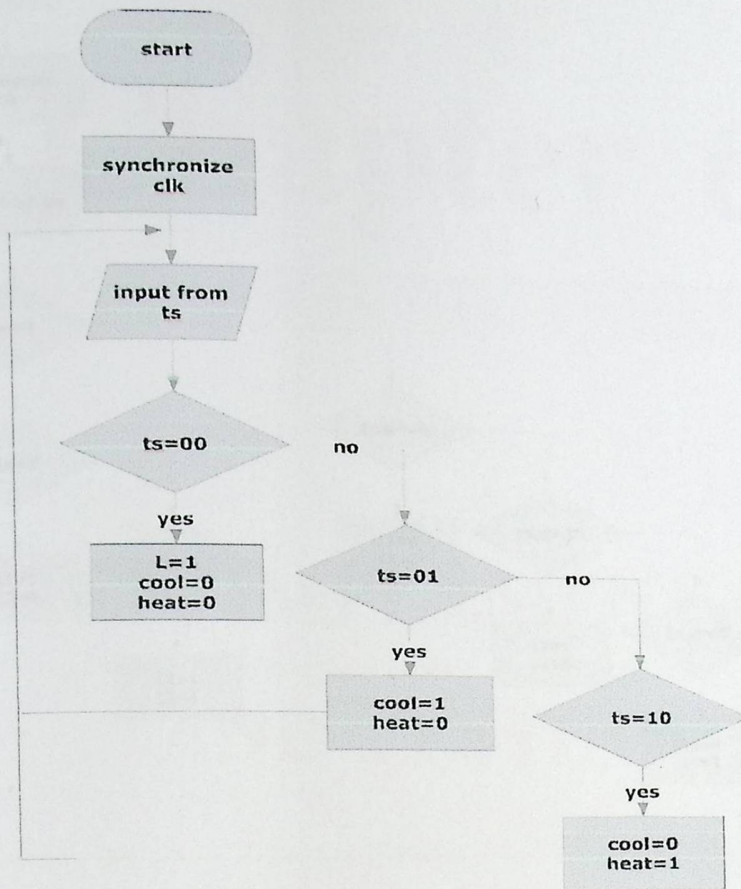 start
synchronize
clk
input from
ts
ts=00
no
yes
L=1
cool=0
heat=0
ts=01
no
yes
cool=1
heat=0
ts=10
yes
cool=0
heat=1